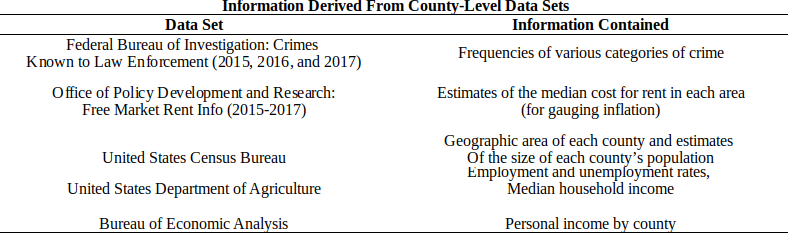 Information Derived From County-Level Data Sets
Data Set Information Contained
Federal Bureau of Investigation: Crimes
Known to Law Enforcement (2015, 2016, and 2017)
Frequencies of various categories of crime
Office of Policy Development and Research:
Free Market Rent Info (2015-2017)
Estimates of the median cost for rent in each area
(for gauging inflation)
United States Census Bureau
Geographic area of each county and estimates
Of the size of each county’s population
United States Department of Agriculture
Employment and unemployment rates,
Median household income
Bureau of Economic Analysis
Personal income by county